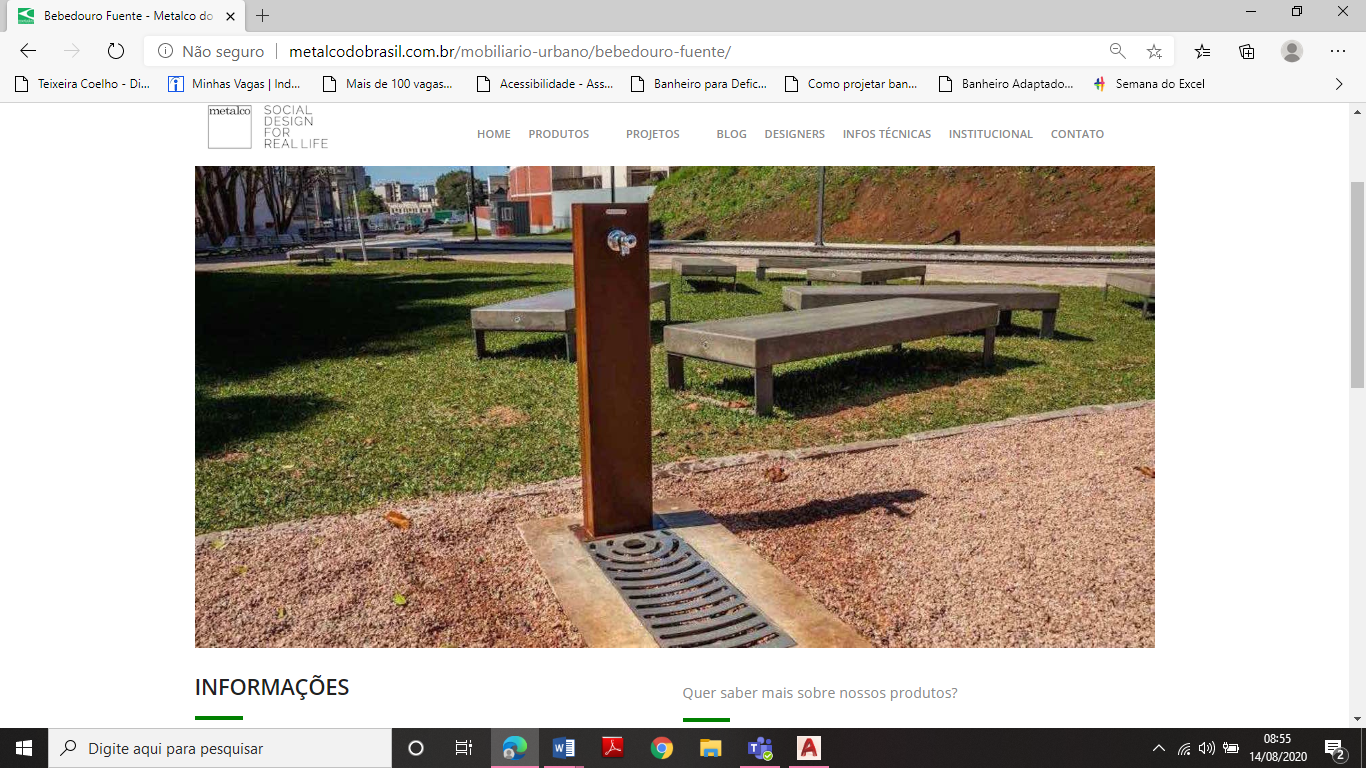 Bebedouro Fuente - Metalco do
Não seguro | metalcodobrasil.com.br/mobiliario-urbano/bebedouro-fuente/
Teixeira Coelho - Di... Minhas Vagas | Ind... Mais de 100 vagas... Acessibilidade - Ass... Banheiro para Defic... Como projetar ban... Banheiro Adaptado... Semana do Excel
metalco
SOCIAL
DESIGN
FOR
REAL LIFE
HOME PRODUTOS PROJETOS BLOG DESIGNERS INFOS TÉCNICAS INSTITUCIONAL CONTATO
INFORMAÇÕES
Quer saber mais sobre nossos produtos?
Digite aqui para pesquisar
08:55
14/08/2020
2